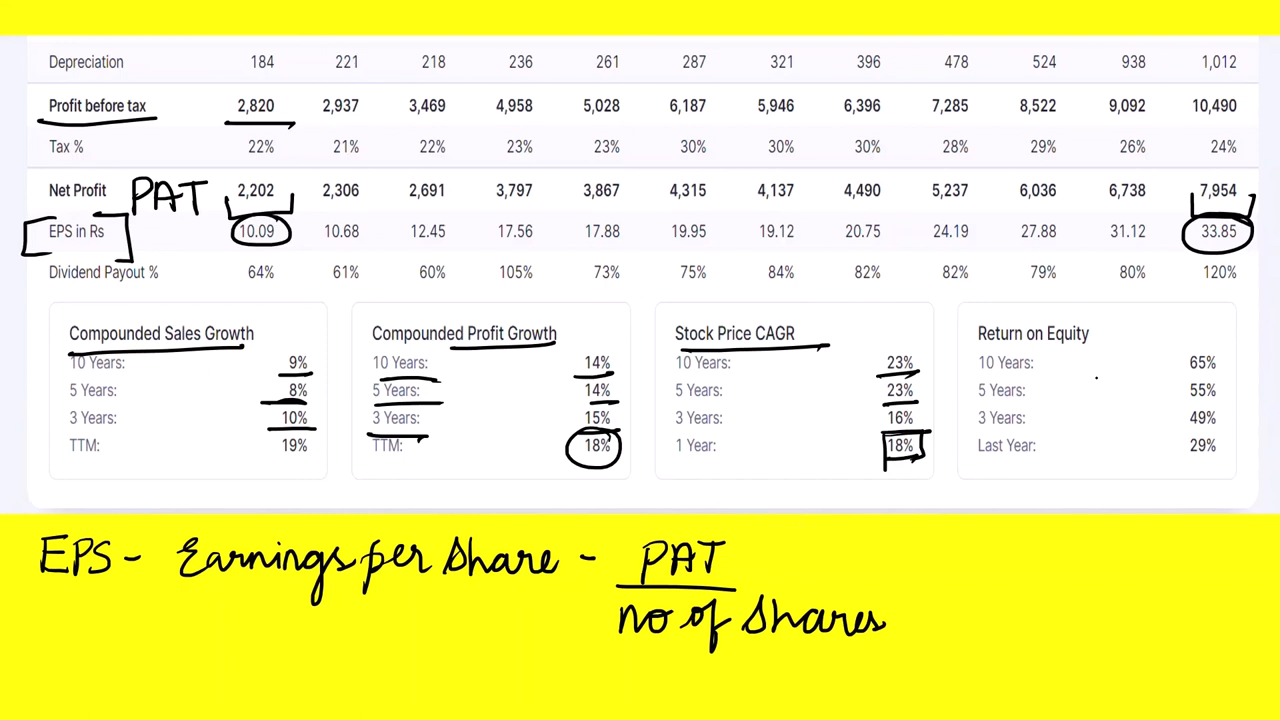 Depreciation 184 221 218 236 261 287 321 396 478 524 938 1,012
Profit before tax 2,820 2,937 3,469 4,958 5,028 6,187 5,946 6,396 7,285 8,522 9,092 10,490
Tax % 22% 21% 22% 23% 23% 30% 30% 30% 28% 29% 26% 24%
Net Profit PAT 2,202 2,306 2,691 3,797 3,867 4,315 4,137 4,490 5,237 6,036 6,738 7,954
EPS in Rs 10.09 10.68 12.45 17.56 17.88 19.95 19.12 20.75 24.19 27.88 31.12 33.85
Dividend Payout % 64% 61% 60% 105% 73% 75% 84% 82% 82% 79% 80% 120%
Compounded Sales Growth
10 Years: 9%
5 Years: 8%
3 Years: 10%
TTM: 19%
Compounded Profit Growth
10 Years: 14%
5 Years: 14%
3 Years: 15%
TTM: 18%
Stock Price CAGR
10 Years: 23%
5 Years: 23%
3 Years: 16%
1 Year: 18%
Return on Equity
10 Years: 65%
5 Years: 55%
3 Years: 49%
Last Year: 29%
EPS - Earnings per share - PAT
no of shares